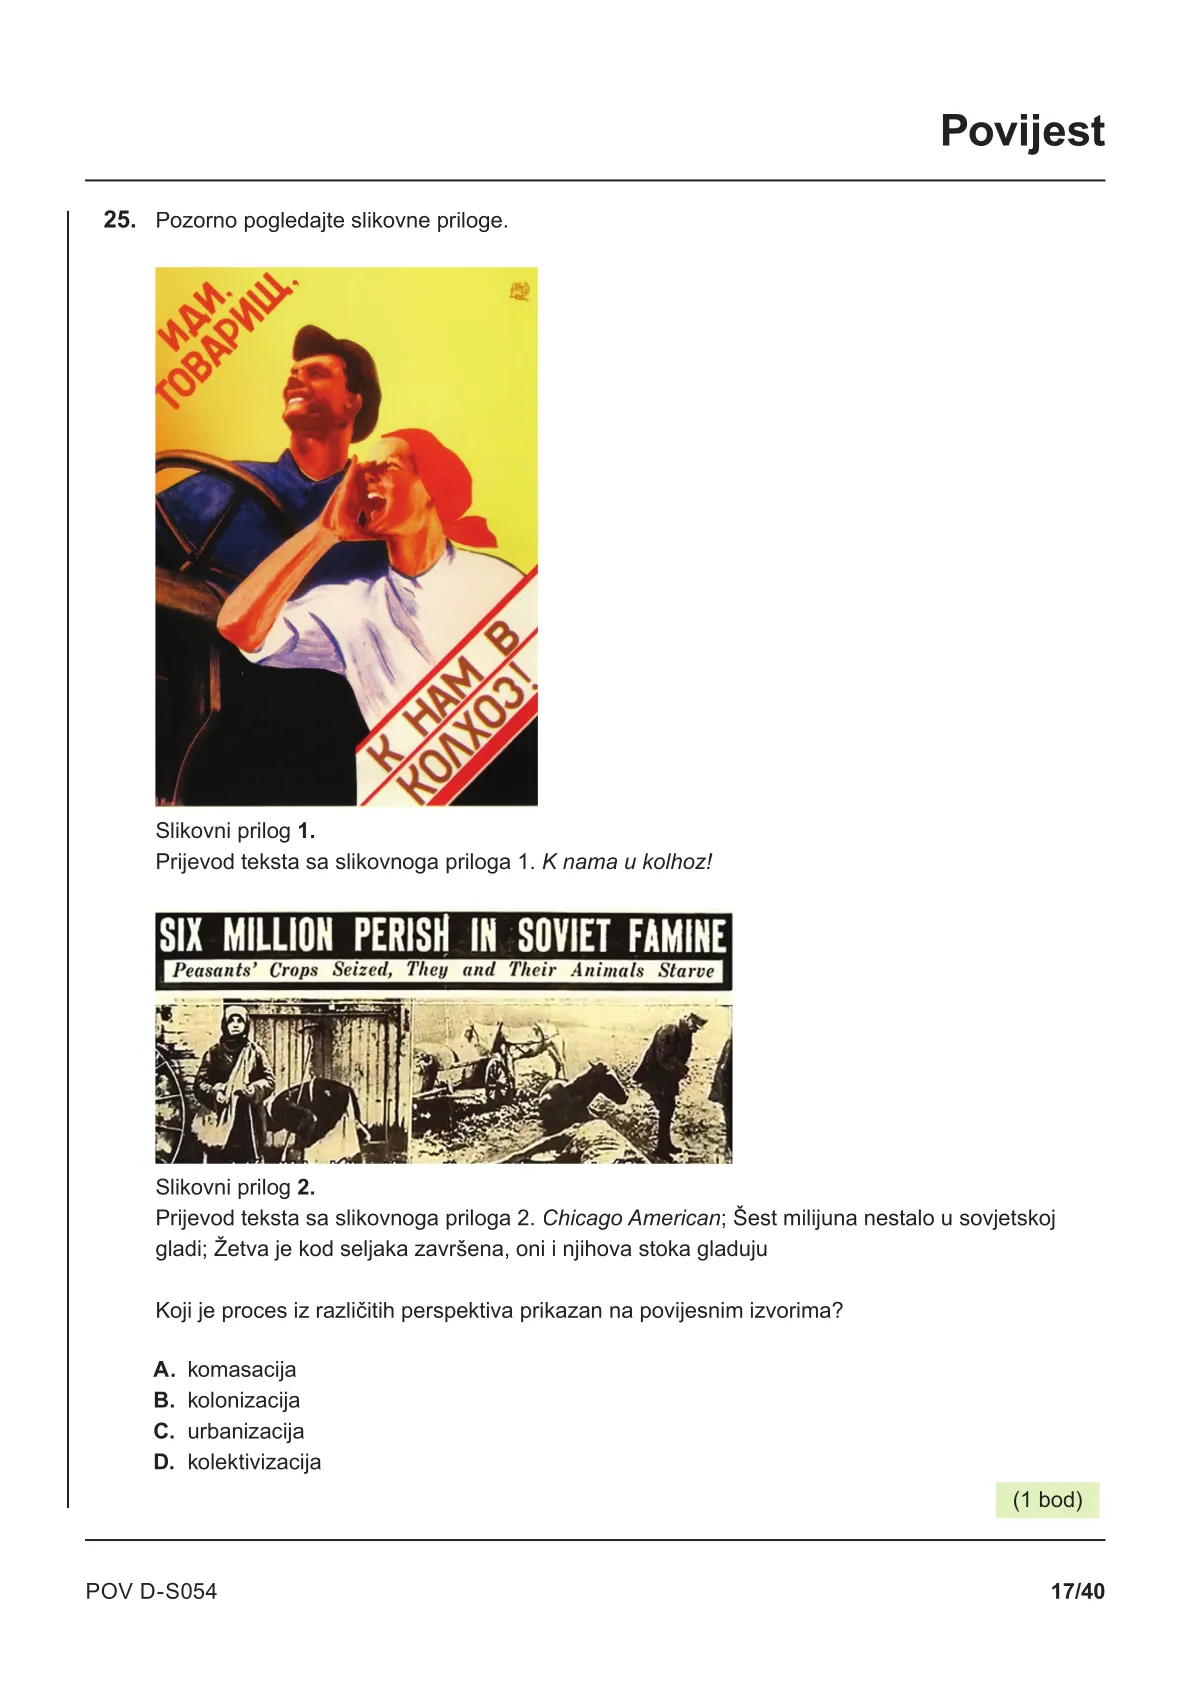 Povijest
25. Pozorno pogledajte slikovne priloge.
ИДИ,
ТОВАРИЩ,
К НАМ В
КОЛХОЗ!
Slikovni prilog 1.
Prijevod teksta sa slikovnoga priloga 1. K nama u kolhoz!
SIX MILLION PERISH IN SOVIET FAMINE
Peasants' Crops Seized, They and Their Animals Starve
Slikovni prilog 2.
Prijevod teksta sa slikovnoga priloga 2. Chicago American; Šest milijuna nestalo u sovjetskoj
gladi; Žetva je kod seljaka završena, oni i njihova stoka gladuju
Koji je proces iz različitih perspektiva prikazan na povijesnim izvorima?
A. komasacija
B. kolonizacija
C. urbanizacija
D. kolektivizacija
(1 bod)
POV D-S054
17/40